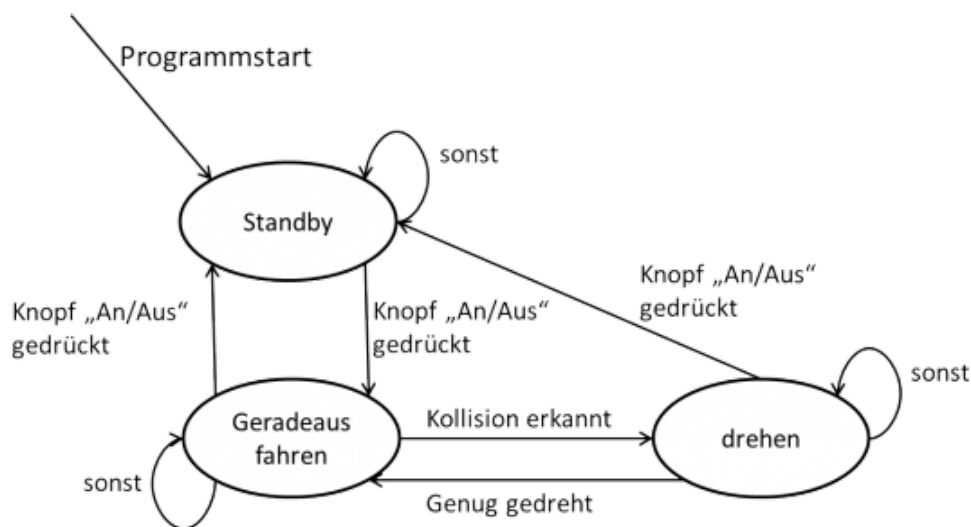 Programmstart
sonst
Standby
Knopf „An/Aus“
gedrückt
Knopf „An/Aus“
gedrückt
Knopf „An/Aus“
gedrückt
sonst
Geradeaus
fahren
Kollision erkannt
drehen
sonst
Genug gedreht